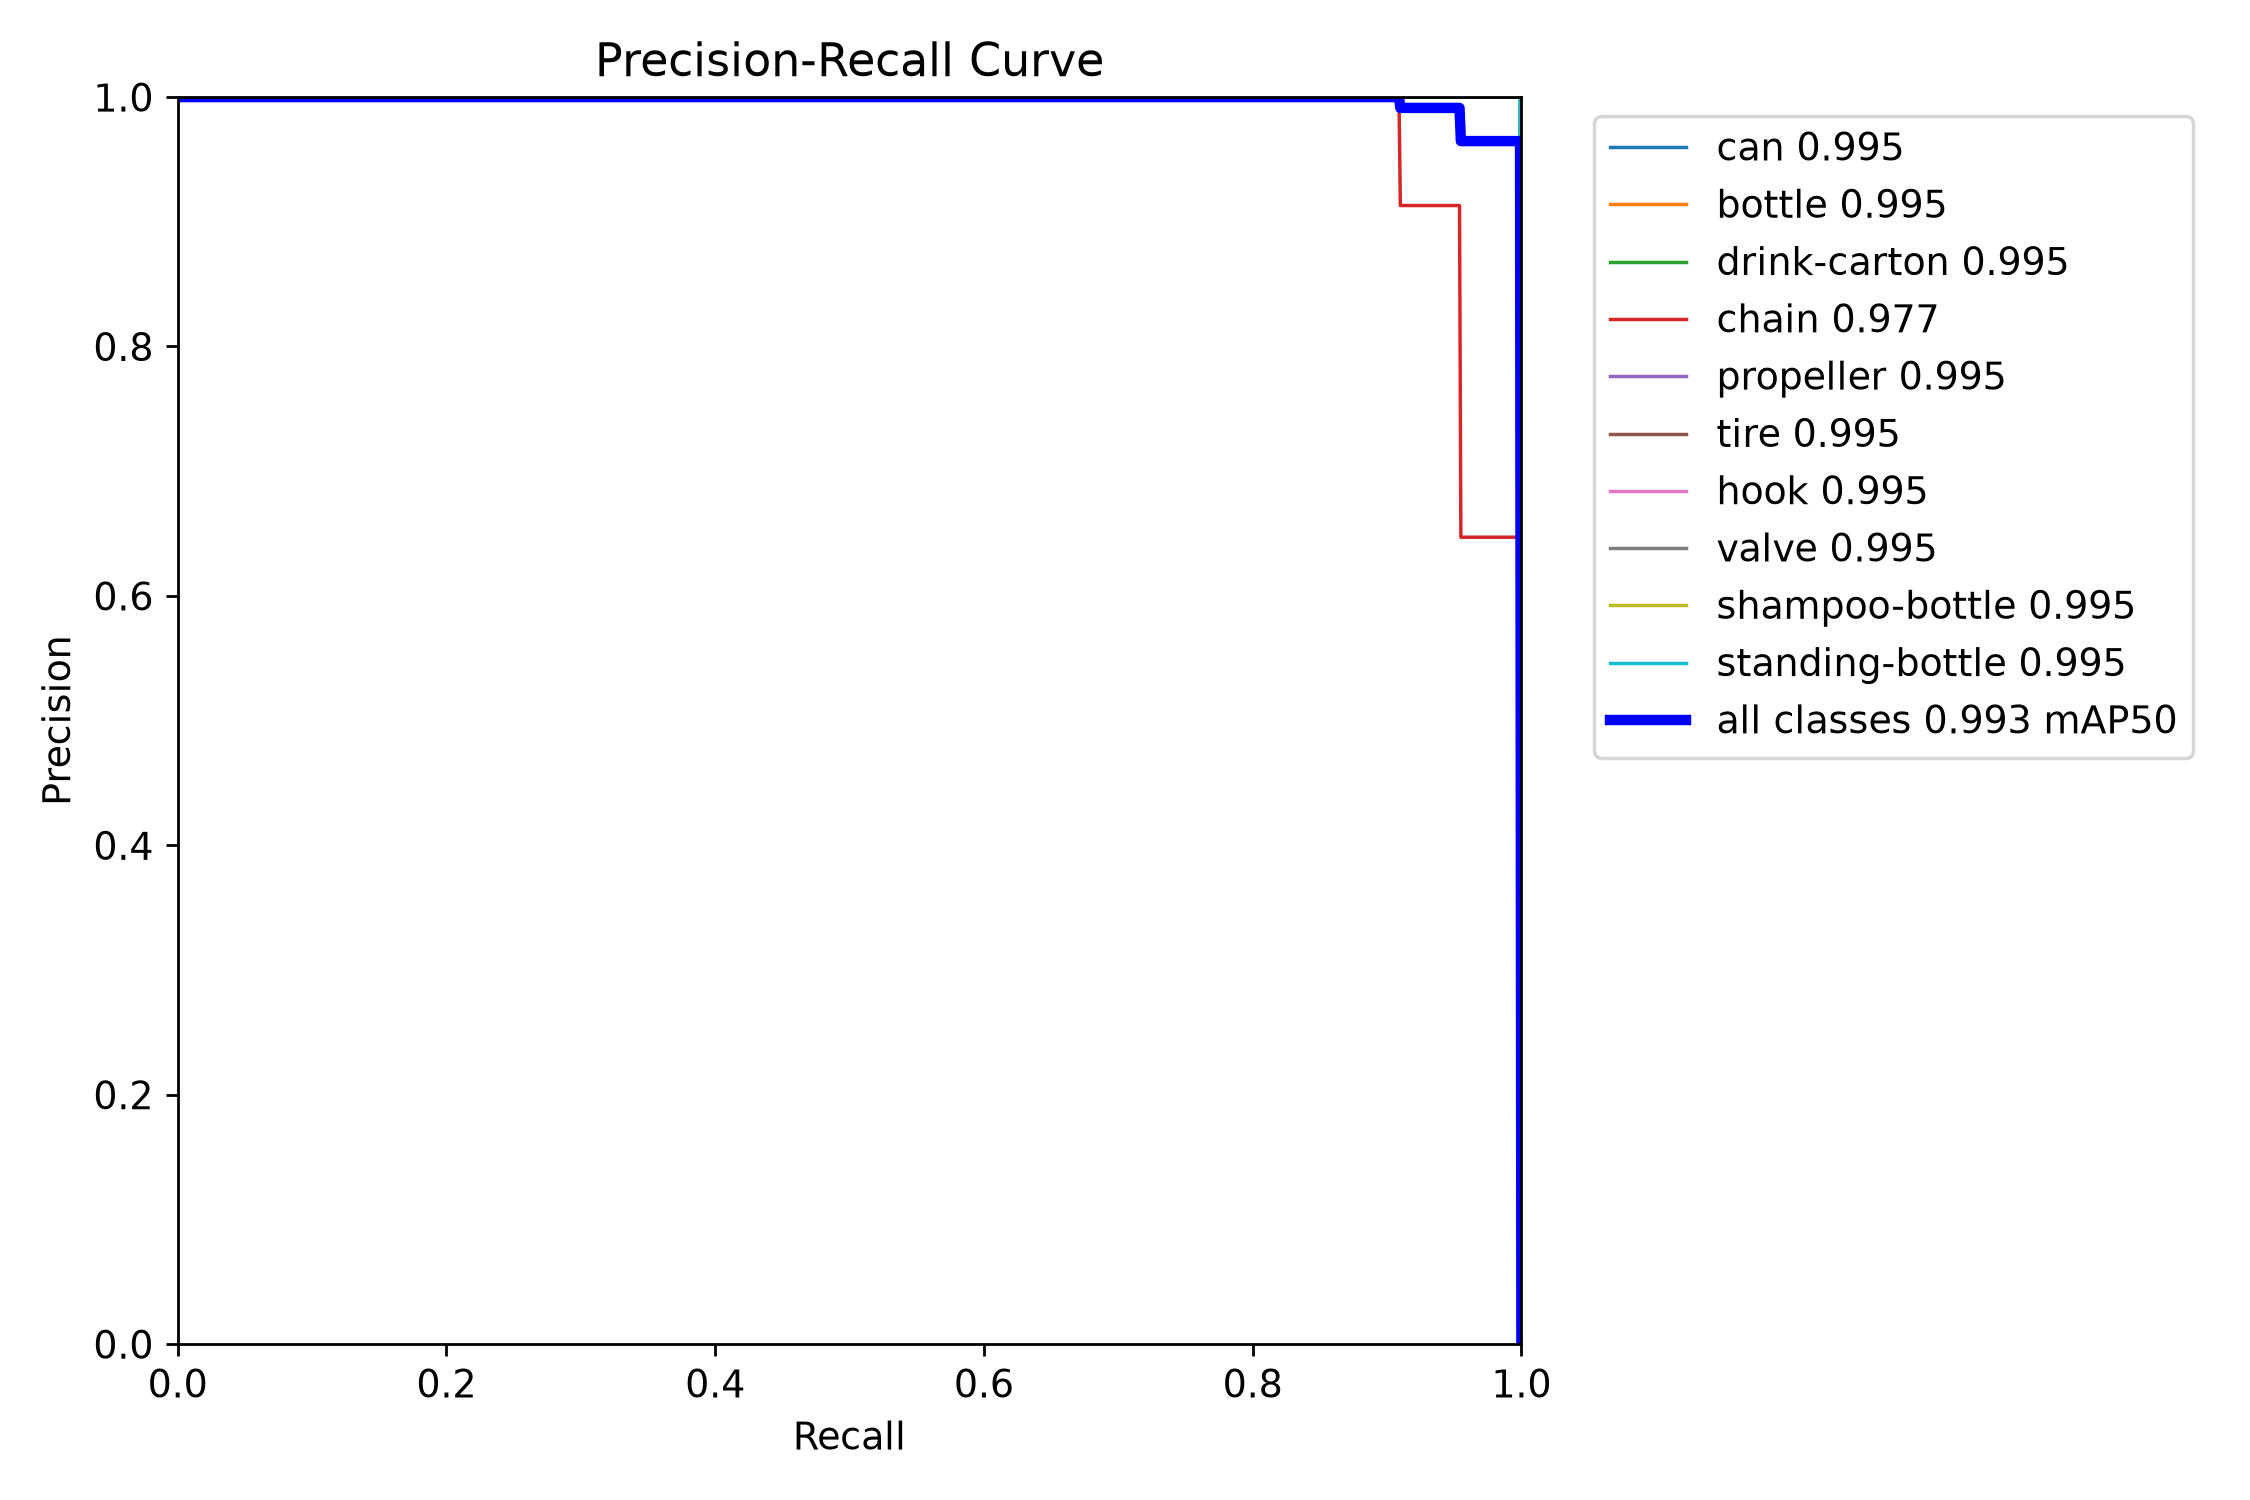 Precision-Recall Curve
1.0
0.8
0.6
0.4
0.2
0.0
Precision
0.0 0.2 0.4 0.6 0.8 1.0
Recall
can 0.995
bottle 0.995
drink-carton 0.995
chain 0.977
propeller 0.995
tire 0.995
hook 0.995
valve 0.995
shampoo-bottle 0.995
standing-bottle 0.995
all classes 0.993 mAP50